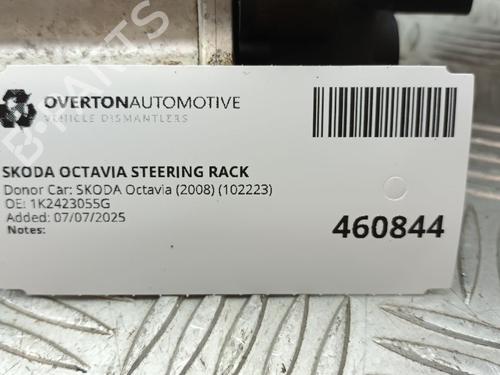 OVERTONAUTOMOTIVE
VEHICLE DISMANTLERS
SKODA OCTAVIA STEERING RACK
Donor Car: SKODA Octavia (2008) (102223)
OE: 1K2423055G
Added: 07/07/2025
Notes:
460844
B-PARTS